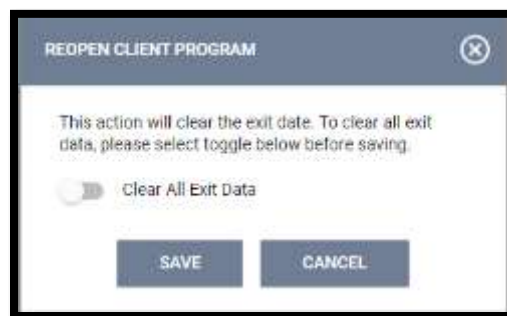 REOPEN CLIENT PROGRAM
This action will clear the exit date. To clear all exit
data, please select toggle below before saving.
Clear All Exit Data
SAVE CANCEL